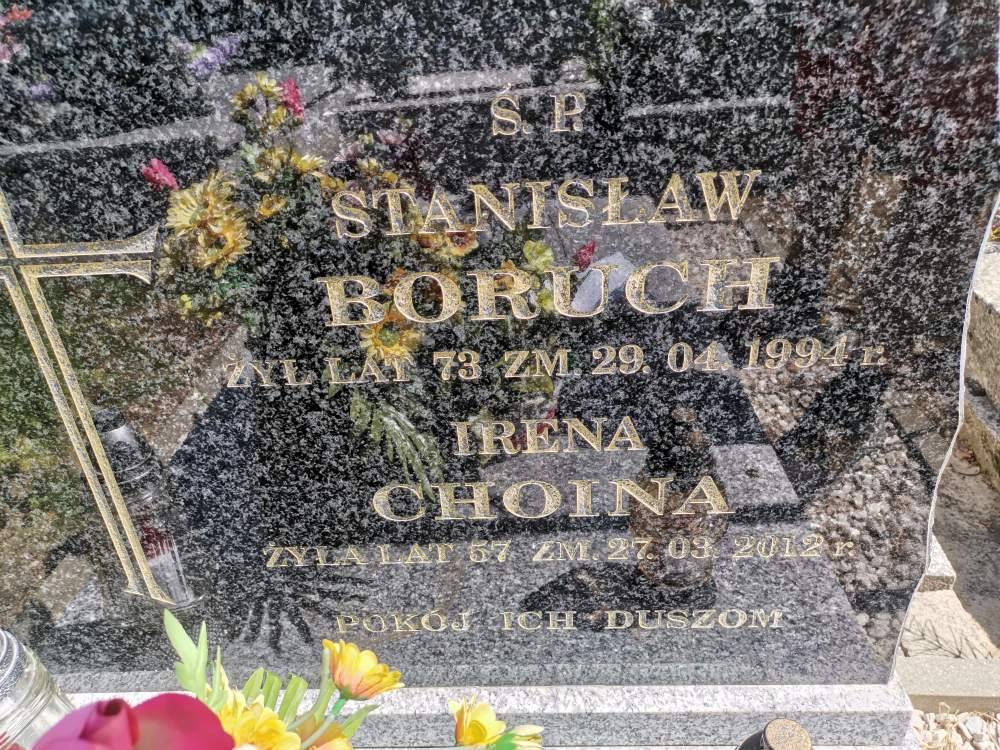 Ś. P.
STANISŁAW
BORUCH
ŻYŁ LAT 73 ZM. 29. 04. 1994 r.
IRENA
CHOINA
ŻYŁA LAT 57 ZM. 27. 03. 2012 r.
POKÓJ ICH DUSZOM